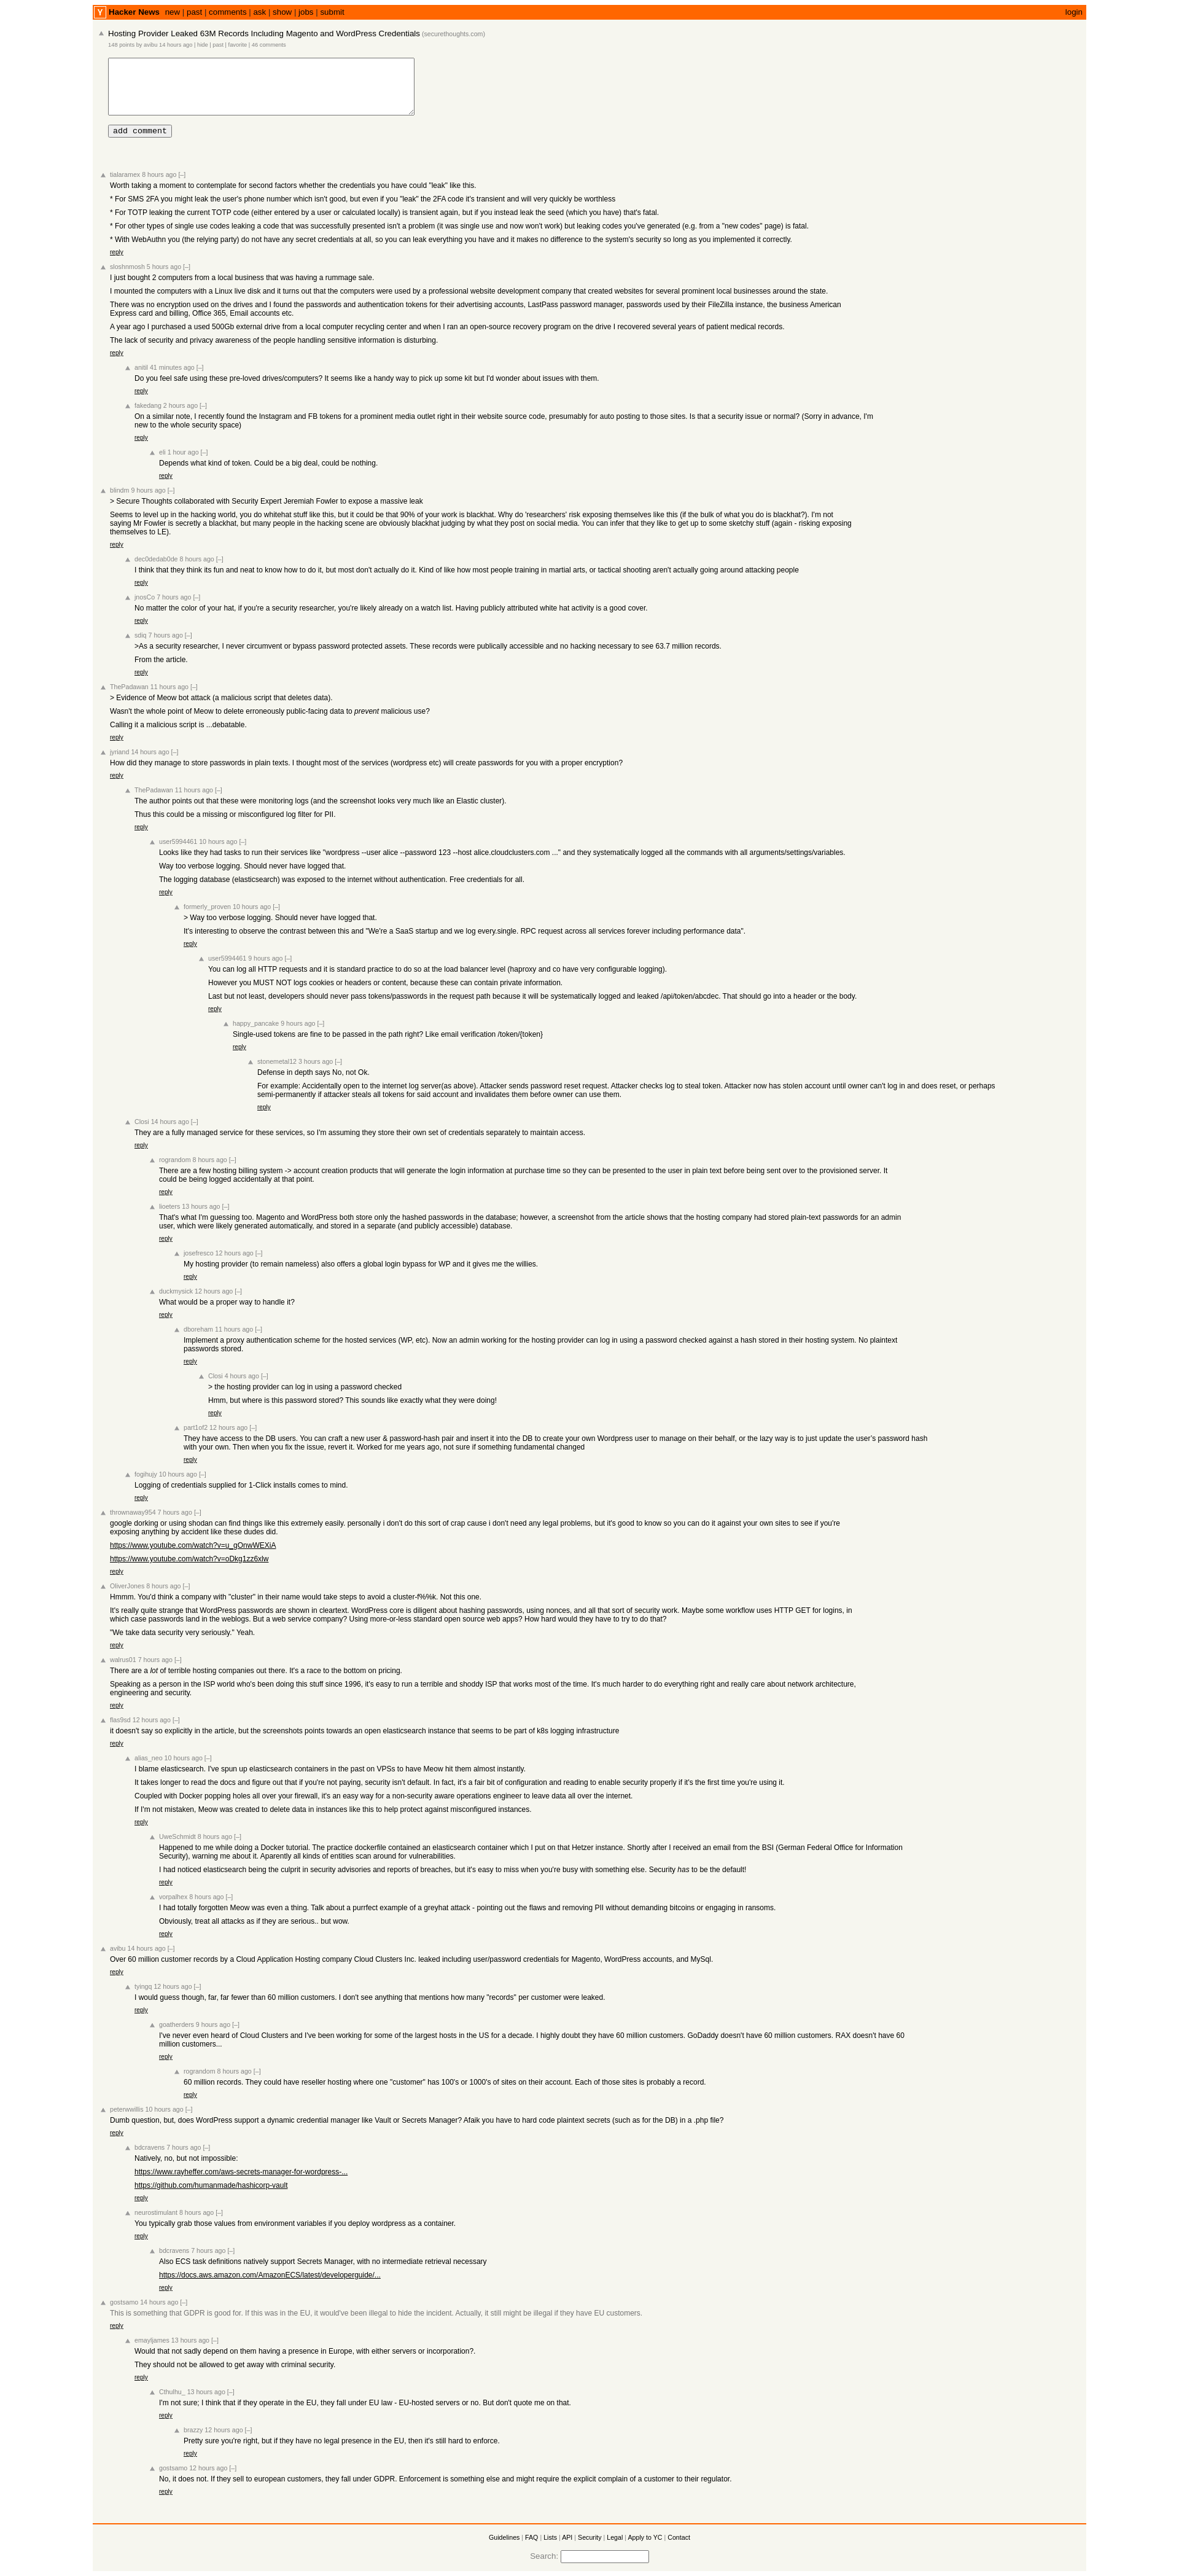 Y Hacker News new | past | comments | ask | show | jobs | submit login
Hosting Provider Leaked 63M Records Including Magento and WordPress Credentials (securethoughts.com)
148 points by avibu 14 hours ago | hide | past | favorite | 46 comments
add comment
tialaramex 8 hours ago [–]
Worth taking a moment to contemplate for second factors whether the credentials you have could "leak" like this.
* For SMS 2FA you might leak the user's phone number which isn't good, but even if you "leak" the 2FA code it's transient and will very quickly be worthless
* For TOTP leaking the current TOTP code (either entered by a user or calculated locally) is transient again, but if you instead leak the seed (which you have) that's fatal.
* For other types of single use codes leaking a code that was successfully presented isn't a problem (it was single use and now won't work) but leaking codes you've generated (e.g. from a "new codes" page) is fatal.
* With WebAuthn you (the relying party) do not have any secret credentials at all, so you can leak everything you have and it makes no difference to the system's security so long as you implemented it correctly.
reply
sloshnmosh 5 hours ago [–]
I just bought 2 computers from a local business that was having a rummage sale.
I mounted the computers with a Linux live disk and it turns out that the computers were used by a professional website development company that created websites for several prominent local businesses around the state.
There was no encryption used on the drives and I found the passwords and authentication tokens for their advertising accounts, LastPass password manager, passwords used by their FileZilla instance, the business American
Express card and billing, Office 365, Email accounts etc.
A year ago I purchased a used 500Gb external drive from a local computer recycling center and when I ran an open-source recovery program on the drive I recovered several years of patient medical records.
The lack of security and privacy awareness of the people handling sensitive information is disturbing.
reply
anitil 41 minutes ago [–]
Do you feel safe using these pre-loved drives/computers? It seems like a handy way to pick up some kit but I'd wonder about issues with them.
reply
fakedang 2 hours ago [–]
On a similar note, I recently found the Instagram and FB tokens for a prominent media outlet right in their website source code, presumably for auto posting to those sites. Is that a security issue or normal? (Sorry in advance, I'm
new to the whole security space)
reply
eli 1 hour ago [–]
Depends what kind of token. Could be a big deal, could be nothing.
reply
blindm 9 hours ago [–]
> Secure Thoughts collaborated with Security Expert Jeremiah Fowler to expose a massive leak
Seems to level up in the hacking world, you do whitehat stuff like this, but it could be that 90% of your work is blackhat. Why do 'researchers' risk exposing themselves like this (if the bulk of what you do is blackhat?). I'm not
saying Mr Fowler is secretly a blackhat, but many people in the hacking scene are obviously blackhat judging by what they post on social media. You can infer that they like to get up to some sketchy stuff (again - risking exposing
themselves to LE).
reply
dec0dedab0de 8 hours ago [–]
I think that they think its fun and neat to know how to do it, but most don't actually do it. Kind of like how most people training in martial arts, or tactical shooting aren't actually going around attacking people
reply
jnosCo 7 hours ago [–]
No matter the color of your hat, if you're a security researcher, you're likely already on a watch list. Having publicly attributed white hat activity is a good cover.
reply
sdiq 7 hours ago [–]
>As a security researcher, I never circumvent or bypass password protected assets. These records were publically accessible and no hacking necessary to see 63.7 million records.
From the article.
reply
ThePadawan 11 hours ago [–]
> Evidence of Meow bot attack (a malicious script that deletes data).
Wasn't the whole point of Meow to delete erroneously public-facing data to prevent malicious use?
Calling it a malicious script is ...debatable.
reply
jyriand 14 hours ago [–]
How did they manage to store passwords in plain texts. I thought most of the services (wordpress etc) will create passwords for you with a proper encryption?
reply
ThePadawan 11 hours ago [–]
The author points out that these were monitoring logs (and the screenshot looks very much like an Elastic cluster).
Thus this could be a missing or misconfigured log filter for PII.
reply
user5994461 10 hours ago [–]
Looks like they had tasks to run their services like "wordpress --user alice --password 123 --host alice.cloudclusters.com ..." and they systematically logged all the commands with all arguments/settings/variables.
Way too verbose logging. Should never have logged that.
The logging database (elasticsearch) was exposed to the internet without authentication. Free credentials for all.
reply
formerly_proven 10 hours ago [–]
> Way too verbose logging. Should never have logged that.
It's interesting to observe the contrast between this and "We're a SaaS startup and we log every.single. RPC request across all services forever including performance data".
reply
user5994461 9 hours ago [–]
You can log all HTTP requests and it is standard practice to do so at the load balancer level (haproxy and co have very configurable logging).
However you MUST NOT logs cookies or headers or content, because these can contain private information.
Last but not least, developers should never pass tokens/passwords in the request path because it will be systematically logged and leaked /api/token/abcdec. That should go into a header or the body.
reply
happy_pancake 9 hours ago [–]
Single-used tokens are fine to be passed in the path right? Like email verification /token/{token}
reply
stonemetal12 3 hours ago [–]
Defense in depth says No, not Ok.
For example: Accidentally open to the internet log server(as above). Attacker sends password reset request. Attacker checks log to steal token. Attacker now has stolen account until owner can't log in and does reset, or perhaps
semi-permanently if attacker steals all tokens for said account and invalidates them before owner can use them.
reply
Closi 14 hours ago [–]
They are a fully managed service for these services, so I'm assuming they store their own set of credentials separately to maintain access.
reply
rograndom 8 hours ago [–]
There are a few hosting billing system -> account creation products that will generate the login information at purchase time so they can be presented to the user in plain text before being sent over to the provisioned server. It
could be being logged accidentally at that point.
reply
lioeters 13 hours ago [–]
That's what I'm guessing too. Magento and WordPress both store only the hashed passwords in the database; however, a screenshot from the article shows that the hosting company had stored plain-text passwords for an admin
user, which were likely generated automatically, and stored in a separate (and publicly accessible) database.
reply
josefresco 12 hours ago [–]
My hosting provider (to remain nameless) also offers a global login bypass for WP and it gives me the willies.
reply
duckmysick 12 hours ago [–]
What would be a proper way to handle it?
reply
dboreham 11 hours ago [–]
Implement a proxy authentication scheme for the hosted services (WP, etc). Now an admin working for the hosting provider can log in using a password checked against a hash stored in their hosting system. No plaintext
passwords stored.
reply
Closi 4 hours ago [–]
> the hosting provider can log in using a password checked
Hmm, but where is this password stored? This sounds like exactly what they were doing!
reply
part1of2 12 hours ago [–]
They have access to the DB users. You can craft a new user & password-hash pair and insert it into the DB to create your own Wordpress user to manage on their behalf, or the lazy way is to just update the user's password hash
with your own. Then when you fix the issue, revert it. Worked for me years ago, not sure if something fundamental changed
reply
fogihujy 10 hours ago [–]
Logging of credentials supplied for 1-Click installs comes to mind.
reply
thrownaway954 7 hours ago [–]
google dorking or using shodan can find things like this extremely easily. personally i don't do this sort of crap cause i don't need any legal problems, but it's good to know so you can do it against your own sites to see if you're
exposing anything by accident like these dudes did.
https://www.youtube.com/watch?v=u_gOnwWEXiA
https://www.youtube.com/watch?v=oDkg1zz6xlw
reply
OliverJones 8 hours ago [–]
Hmmm. You'd think a company with "cluster" in their name would take steps to avoid a cluster-f%%k. Not this one.
It's really quite strange that WordPress passwords are shown in cleartext. WordPress core is diligent about hashing passwords, using nonces, and all that sort of security work. Maybe some workflow uses HTTP GET for logins, in
which case passwords land in the weblogs. But a web service company? Using more-or-less standard open source web apps? How hard would they have to try to do that?
"We take data security very seriously." Yeah.
reply
walrus01 7 hours ago [–]
There are a lot of terrible hosting companies out there. It's a race to the bottom on pricing.
Speaking as a person in the ISP world who's been doing this stuff since 1996, it's easy to run a terrible and shoddy ISP that works most of the time. It's much harder to do everything right and really care about network architecture,
engineering and security.
reply
flas9sd 12 hours ago [–]
it doesn't say so explicitly in the article, but the screenshots points towards an open elasticsearch instance that seems to be part of k8s logging infrastructure
reply
alias_neo 10 hours ago [–]
I blame elasticsearch. I've spun up elasticsearch containers in the past on VPSs to have Meow hit them almost instantly.
It takes longer to read the docs and figure out that if you're not paying, security isn't default. In fact, it's a fair bit of configuration and reading to enable security properly if it's the first time you're using it.
Coupled with Docker popping holes all over your firewall, it's an easy way for a non-security aware operations engineer to leave data all over the internet.
If I'm not mistaken, Meow was created to delete data in instances like this to help protect against misconfigured instances.
reply
UweSchmidt 8 hours ago [–]
Happened to me while doing a Docker tutorial. The practice dockerfile contained an elasticsearch container which I put on that Hetzer instance. Shortly after I received an email from the BSI (German Federal Office for Information
Security), warning me about it. Aparently all kinds of entities scan around for vulnerabilities.
I had noticed elasticsearch being the culprit in security advisories and reports of breaches, but it's easy to miss when you're busy with something else. Security has to be the default!
reply
vorpalhex 8 hours ago [–]
I had totally forgotten Meow was even a thing. Talk about a purrfect example of a greyhat attack - pointing out the flaws and removing PII without demanding bitcoins or engaging in ransoms.
Obviously, treat all attacks as if they are serious.. but wow.
reply
avibu 14 hours ago [–]
Over 60 million customer records by a Cloud Application Hosting company Cloud Clusters Inc. leaked including user/password credentials for Magento, WordPress accounts, and MySql.
reply
tyingq 12 hours ago [–]
I would guess though, far, far fewer than 60 million customers. I don't see anything that mentions how many "records" per customer were leaked.
reply
goatherders 9 hours ago [–]
I've never even heard of Cloud Clusters and I've been working for some of the largest hosts in the US for a decade. I highly doubt they have 60 million customers. GoDaddy doesn't have 60 million customers. RAX doesn't have 60
million customers...
reply
rograndom 8 hours ago [–]
60 million records. They could have reseller hosting where one "customer" has 100's or 1000's of sites on their account. Each of those sites is probably a record.
reply
peterwwillis 10 hours ago [–]
Dumb question, but, does WordPress support a dynamic credential manager like Vault or Secrets Manager? Afaik you have to hard code plaintext secrets (such as for the DB) in a .php file?
reply
bdcravens 7 hours ago [–]
Natively, no, but not impossible:
https://www.rayheffer.com/aws-secrets-manager-for-wordpress-...
https://github.com/humanmade/hashicorp-vault
reply
neurostimulant 8 hours ago [–]
You typically grab those values from environment variables if you deploy wordpress as a container.
reply
bdcravens 7 hours ago [–]
Also ECS task definitions natively support Secrets Manager, with no intermediate retrieval necessary
https://docs.aws.amazon.com/AmazonECS/latest/developerguide/...
reply
gostsamo 14 hours ago [–]
This is something that GDPR is good for. If this was in the EU, it would've been illegal to hide the incident. Actually, it still might be illegal if they have EU customers.
reply
emayljames 13 hours ago [–]
Would that not sadly depend on them having a presence in Europe, with either servers or incorporation?.
They should not be allowed to get away with criminal security.
reply
Cthulhu_ 13 hours ago [–]
I'm not sure; I think that if they operate in the EU, they fall under EU law - EU-hosted servers or no. But don't quote me on that.
reply
brazzy 12 hours ago [–]
Pretty sure you're right, but if they have no legal presence in the EU, then it's still hard to enforce.
reply
gostsamo 12 hours ago [–]
No, it does not. If they sell to european customers, they fall under GDPR. Enforcement is something else and might require the explicit complain of a customer to their regulator.
reply
Guidelines | FAQ | Lists | API | Security | Legal | Apply to YC | Contact
Search: